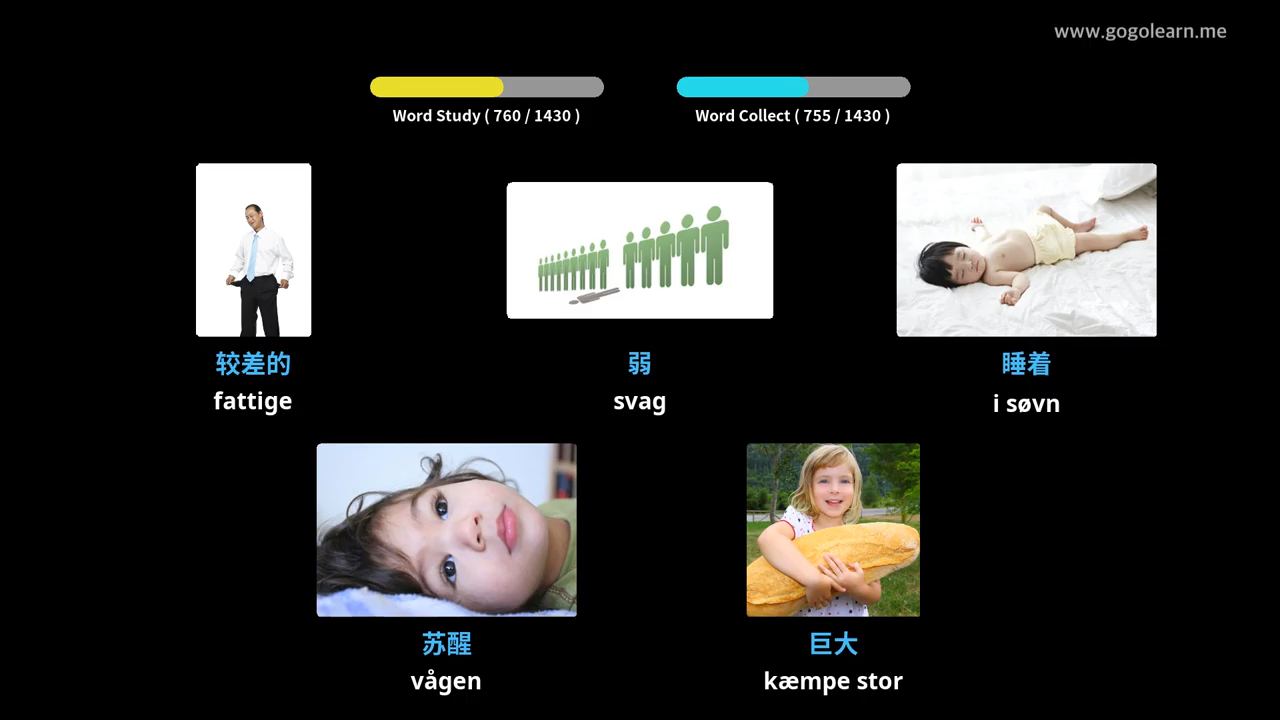 www.gogolearn.me
Word Study ( 760 / 1430 )
Word Collect ( 755 / 1430 )
较差的
fattige
弱
svag
睡着
i søvn
苏醒
vågen
巨大
kæmpe stor